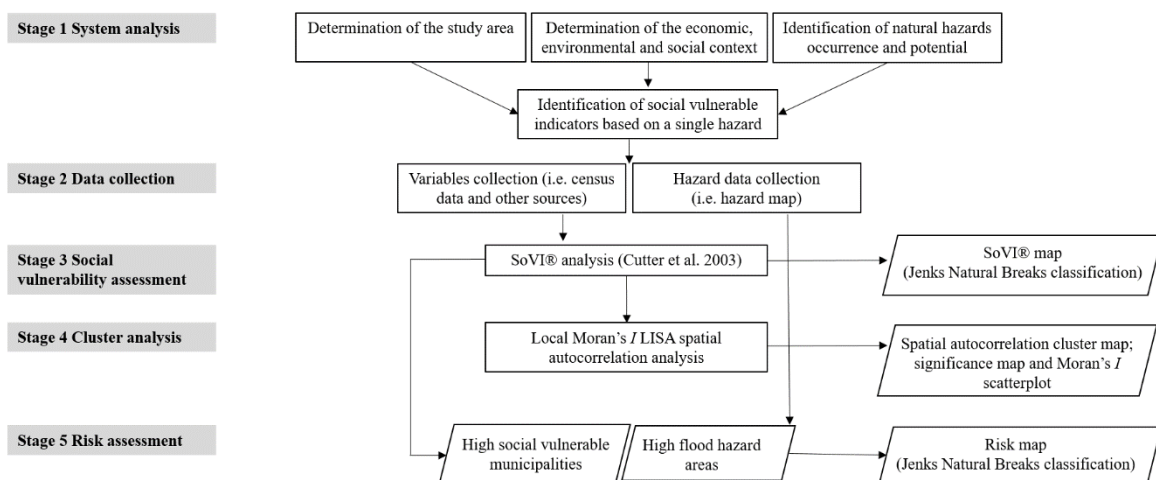 Stage 1 System analysis
Determination of the study area
Determination of the economic,
environmental and social context
Identification of natural hazards
occurrence and potential
Identification of social vulnerable
indicators based on a single hazard
Stage 2 Data collection
Variables collection (i.e. census
data and other sources)
Hazard data collection
(i.e. hazard map)
Stage 3 Social
vulnerability assessment
SoVI® analysis (Cutter et al. 2003)
SoVI® map
(Jenks Natural Breaks classification)
Stage 4 Cluster analysis
Local Moran's I LISA spatial
autocorrelation analysis
Spatial autocorrelation cluster map;
significance map and Moran's I
scatterplot
Stage 5 Risk assessment
High social vulnerable
municipalities
High flood hazard
areas
Risk map
(Jenks Natural Breaks classification)